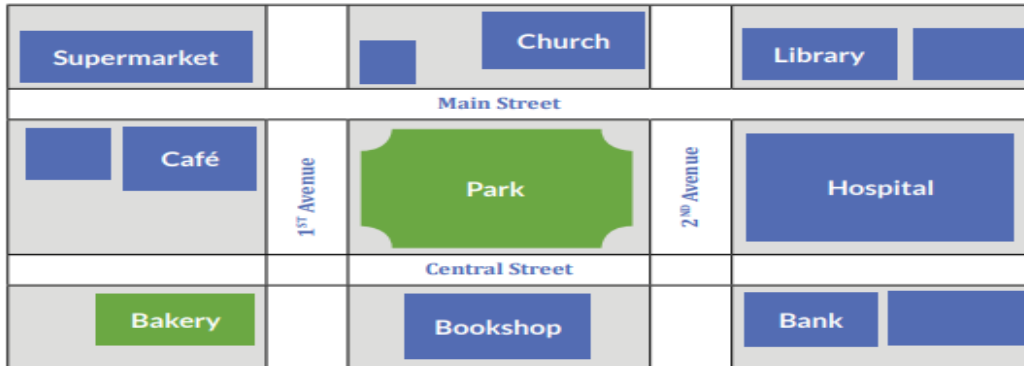 Supermarket
Church
Library
Main Street
Café
1ST Avenue
Park
2ND Avenue
Hospital
Central Street
Bakery
Bookshop
Bank